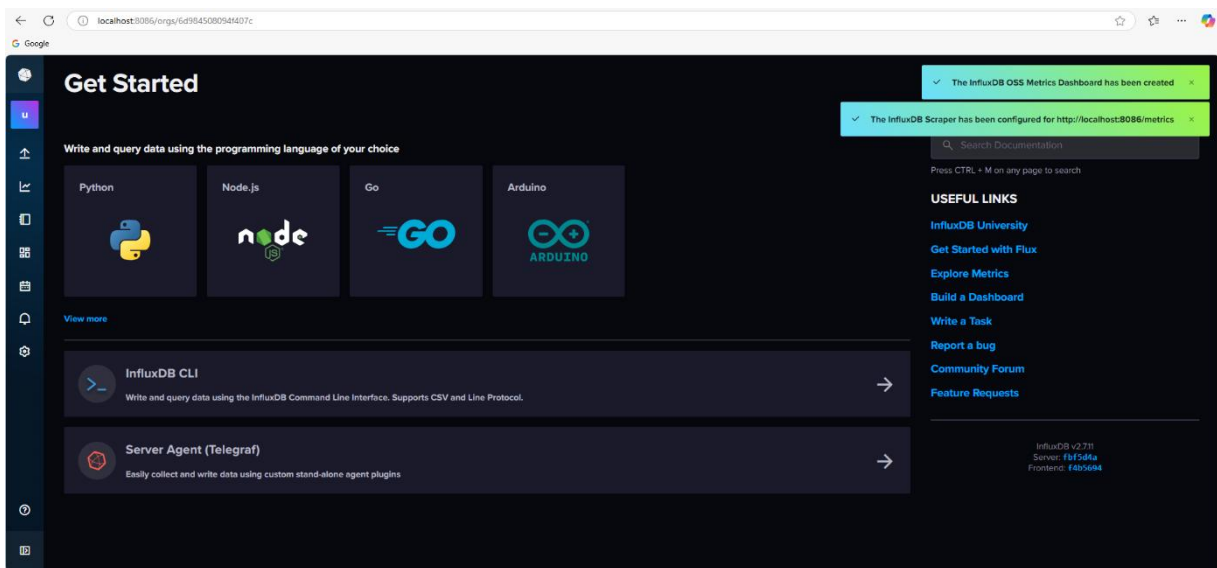 localhost:8086/orgs/6d984508094f407c
G Google
Get Started
The InfluxDB OSS Metrics Dashboard has been created
u
The InfluxDB Scraper has been configured for http://localhost:8086/metrics
Write and query data using the programming language of your choice
Search Documentation
Press CTRL + M on any page to search
Python
Node.js
Go
Arduino
node
JS
GO
ARDUINO
View more
InfluxDB CLI
Write and query data using the InfluxDB Command Line Interface. Supports CSV and Line Protocol.
Server Agent (Telegraf)
Easily collect and write data using custom stand-alone agent plugins
USEFUL LINKS
InfluxDB University
Get Started with Flux
Explore Metrics
Build a Dashboard
Write a Task
Report a bug
Community Forum
Feature Requests
InfluxDB v2.7.11
Server: fbf5d4a
Frontend: f4b5694